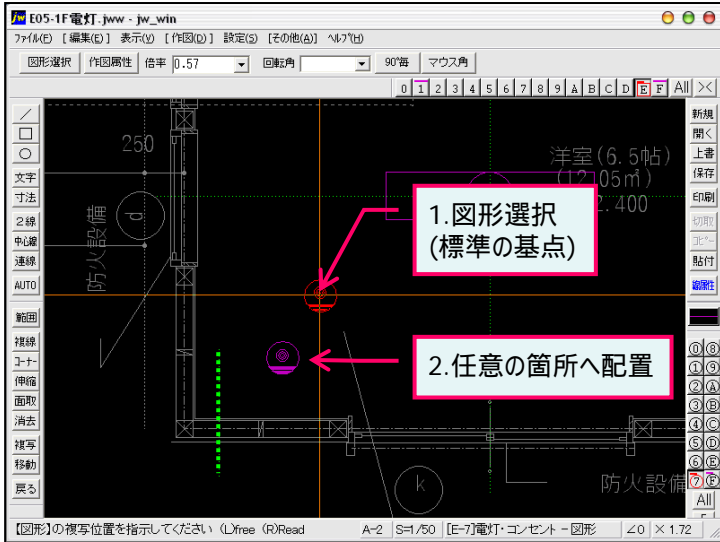 E05-1F電灯.jww - jw_win
ファイル(F) [編集(E)] 表示(V) [作図(D)] 設定(S) [その他(A)] ヘルプ(H)
図形選択 作図属性 倍率 0.57 回転角 90°毎 マウス角
0 1 2 3 4 5 6 7 8 9 A B C D E F All ×
文字
寸法
2線
中心線
連線
AUTO
範囲
複線
コーナー
伸縮
面取
消去
複写
移動
戻る
250
防火設備
d
洋室(6.5帖)
1.図形選択
(標準の基点)
2.任意の箇所へ配置
k
防火設備
新規
開く
上書
保存
印刷
切取
コピー
貼付
線属性
0 8
1 9
2 A
3 B
4 C
5 D
6 E
7 F
All
【図形】の複写位置を指示してください (L)free (R)Read A-2 S=1/50 [E-7]電灯・コンセント - 図形 ∠0 × 1.72